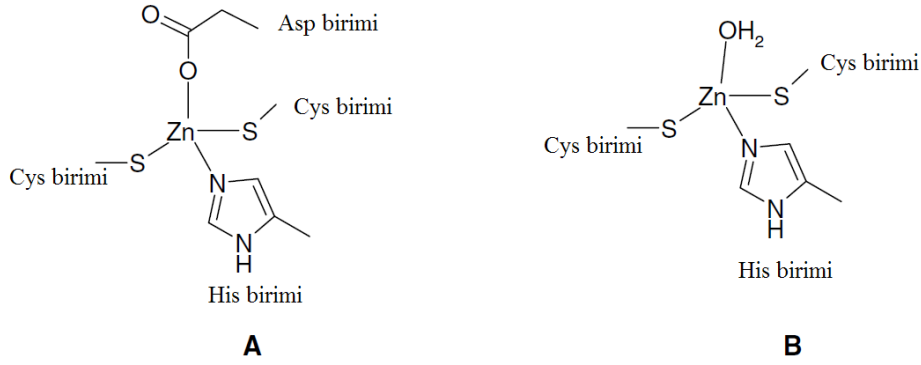 O
Asp birimi
O
Cys birimi
Zn
S
S
Cys birimi
N
N
H
His birimi
A
OH2
Cys birimi
Zn
S
S
Cys birimi
N
N
H
His birimi
B